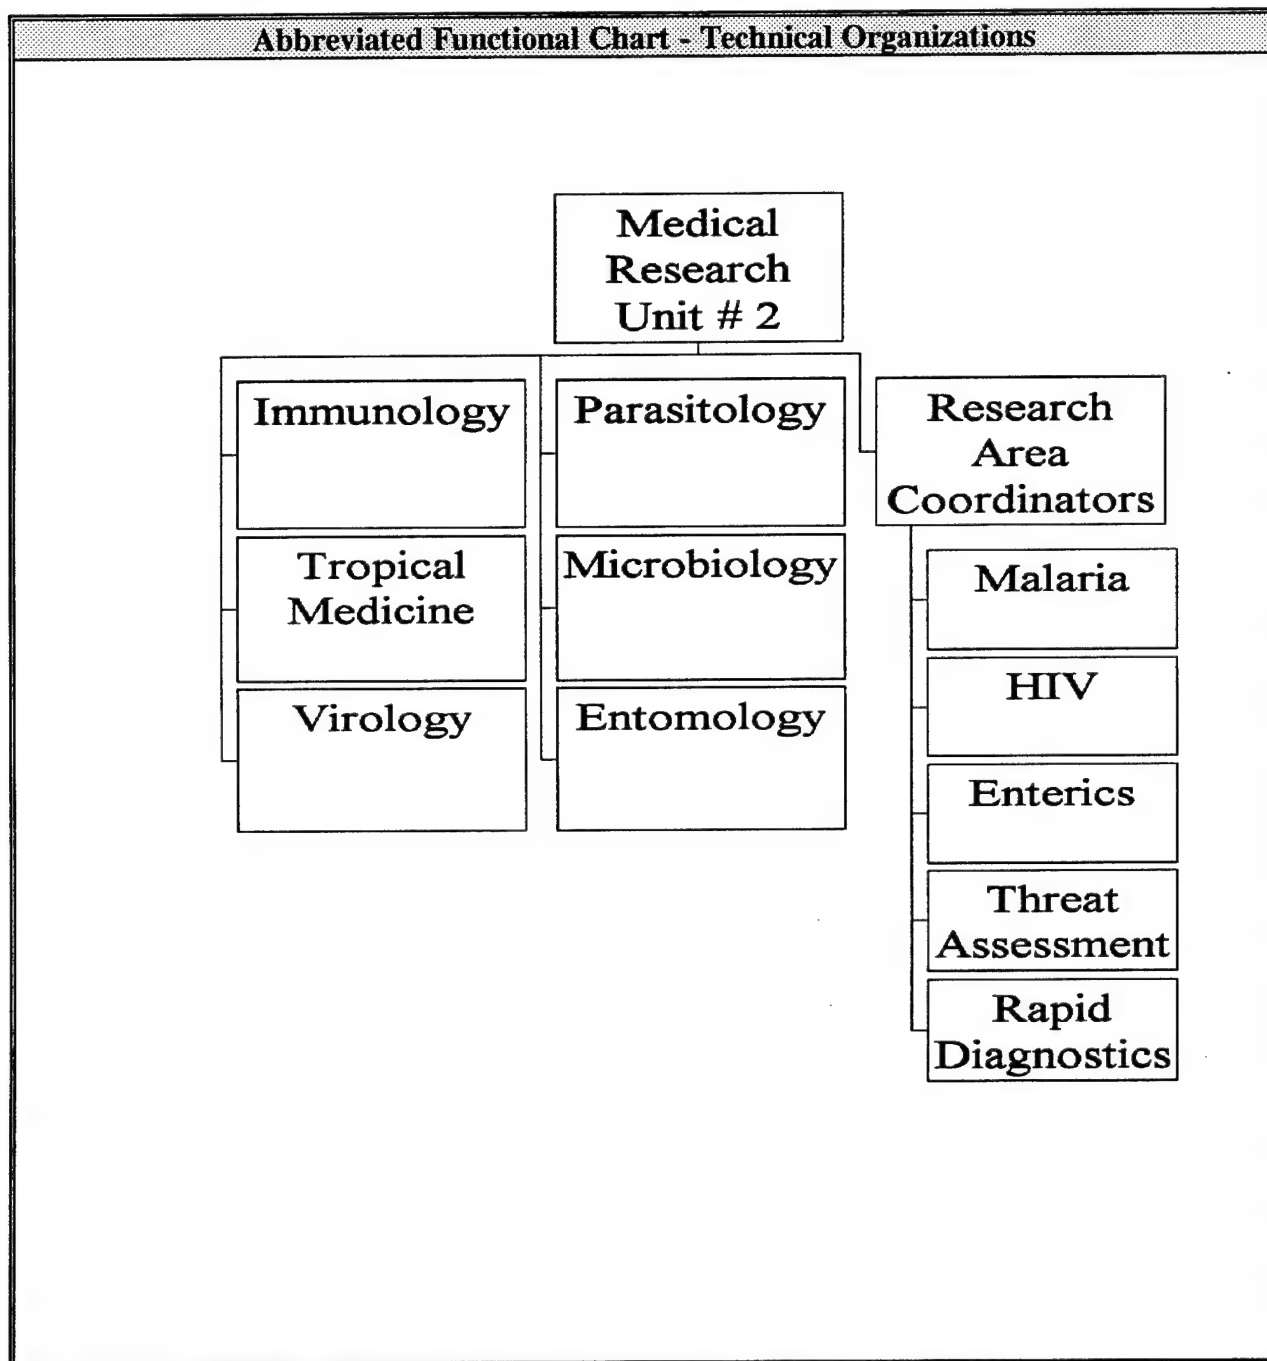 Abbreviated Functional Chart - Technical Organizations
Medical
Research
Unit # 2
Immunology
Tropical
Medicine
Virology
Parasitology
Microbiology
Entomology
Research
Area
Coordinators
Malaria
HIV
Enterics
Threat
Assessment
Rapid
Diagnostics